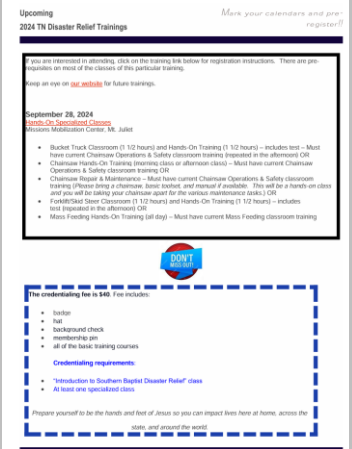 Upcoming
Mark your calendars and pre-
2024 TN Disaster Relief Trainings
register!!
If you are interested in attending, click on the training link below for registration instructions. There are pre-
requisites on most of the classes of this particular training.
Keep an eye on our website for future trainings.
September 28, 2024
Hands-On Specialized Classes
Missions Mobilization Center, Mt. Juliet
• Bucket Truck Classroom (1 1/2 hours) and Hands-On Training (1 1/2 hours) – includes test – Must
have current Chainsaw Operations & Safety classroom training (repeated in the afternoon) OR
• Chainsaw Hands-On Training (morning class or afternoon class) – Must have current Chainsaw
Operations & Safety classroom training OR
• Chainsaw Repair & Maintenance – Must have current Chainsaw Operations & Safety classroom
training (Please bring a chainsaw, basic toolset, and manual if available. This will be a hands-on class
and you will be taking your chainsaw apart for the various maintenance tasks.) OR
• Forklift/Skid Steer Classroom (1 1/2 hours) and Hands-On Training (1 1/2 hours) – includes
test (repeated in the afternoon) OR
• Mass Feeding Hands-On Training (all day) – Must have current Mass Feeding classroom training
DON'T
MISS OUT!
The credentialing fee is $40. Fee includes:
• badge
• hat
• background check
• membership pin
• all of the basic training courses
Credentialing requirements:
• "Introduction to Southern Baptist Disaster Relief" class
• At least one specialized class
Prepare yourself to be the hands and feet of Jesus so you can impact lives here at home, across the
state, and around the world.